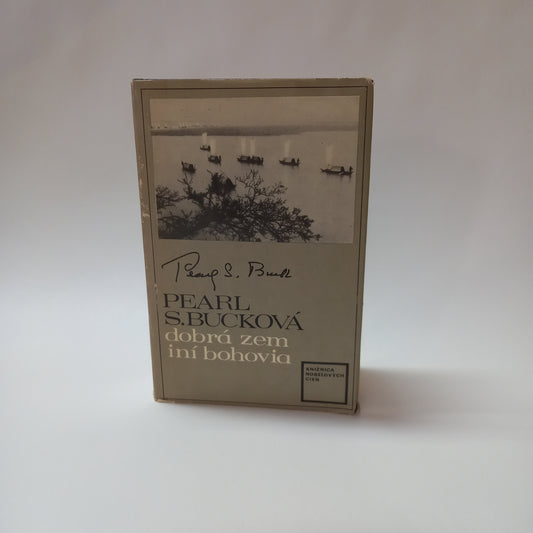 Pearl S. Buck
PEARL
S.BUCKOVÁ
dobrá zem
iní bohovia
KNIŽNICA
NOBELOVÝCH
CIEN